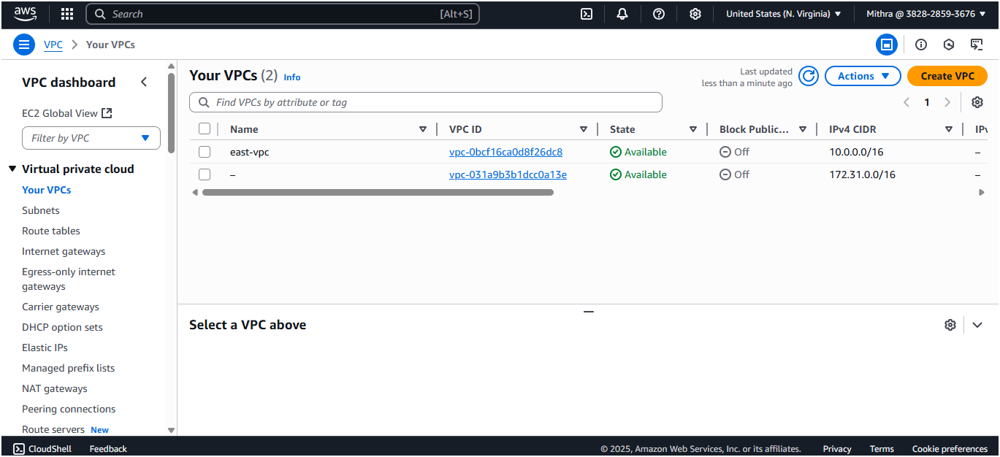 aws
Search [Alt+S]
United States (N. Virginia)
Mithra @ 3828-2859-3676
VPC
Your VPCs
VPC dashboard
EC2 Global View
Filter by VPC
Virtual private cloud
Your VPCs
Subnets
Route tables
Internet gateways
Egress-only internet
gateways
Carrier gateways
DHCP option sets
Elastic IPs
Managed prefix lists
NAT gateways
Peering connections
Route servers New
Your VPCs (2) Info
Last updated
less than a minute ago
Actions
Create VPC
Find VPCs by attribute or tag
1
Name VPC ID State Block Public... IPv4 CIDR IPv
east-vpc vpc-0bcf16ca0d8f26dc8 Available Off 10.0.0.0/16 –
– vpc-031a9b3b1dcc0a13e Available Off 172.31.0.0/16 –
Select a VPC above
CloudShell Feedback © 2025, Amazon Web Services, Inc. or its affiliates. Privacy Terms Cookie preferences